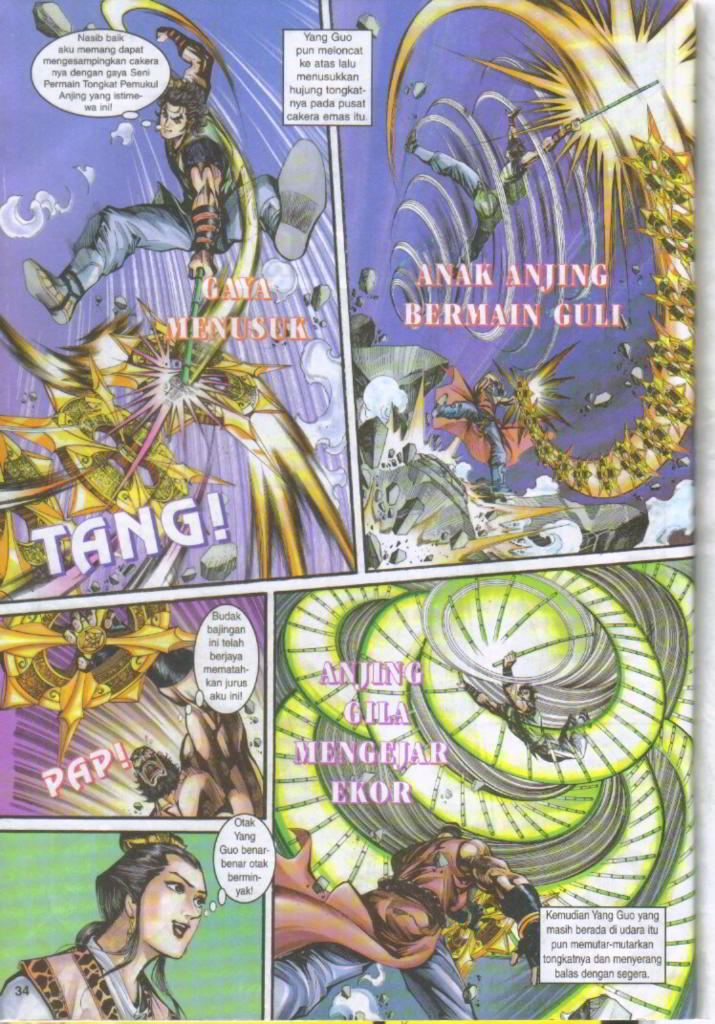 Nasib baik
aku memang dapat
mengesampingkan cakera
nya dengan gaya Seni
Permain Tongkat Pemukul
Anjing yang istime-
wa ini!
Yang Guo
pun meloncat
ke atas lalu
menusukkan
hujung tongkat-
nya pada pusat
cakera emas itu.
GAYA
MENUSUK
ANAK ANJING
BERMAIN GULI
TANG!
Budak
bajingan
ini telah
berjaya
mematah-
kan jurus
aku ini!
PAP!
ANJING
GILA
MENGEJAR
EKOR
Otak
Yang
Guo benar-
benar otak
bermin-
yak!
Kemudian Yang Guo yang
masih berada di udara itu
pun memutar-mutarkan
tongkatnya dan menyerang
balas dengan segera.
34